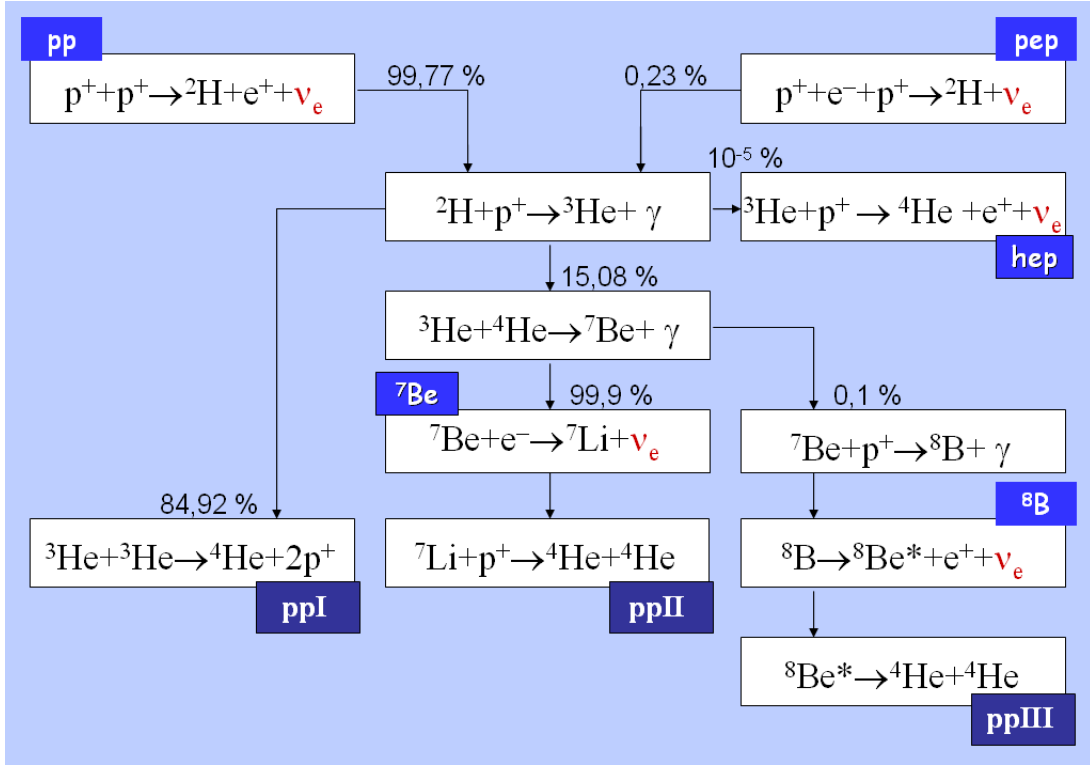 pp
pep
99,77 %
0,23 %
p⁺+p⁺→²H+e⁺+νₑ
p⁺+e⁻+p⁺→²H+νₑ
10⁻⁵ %
²H+p⁺→³He+ γ
³He+p⁺ → ⁴He +e⁺+νₑ
hep
15,08 %
³He+⁴He→⁷Be+ γ
⁷Be
99,9 %
0,1 %
⁷Be+e⁻→⁷Li+νₑ
⁷Be+p⁺→⁸B+ γ
84,92 %
⁸B
³He+³He→⁴He+2p⁺
⁷Li+p⁺→⁴He+⁴He
⁸B→⁸Be*+e⁺+νₑ
ppI
ppII
⁸Be*→⁴He+⁴He
ppIII